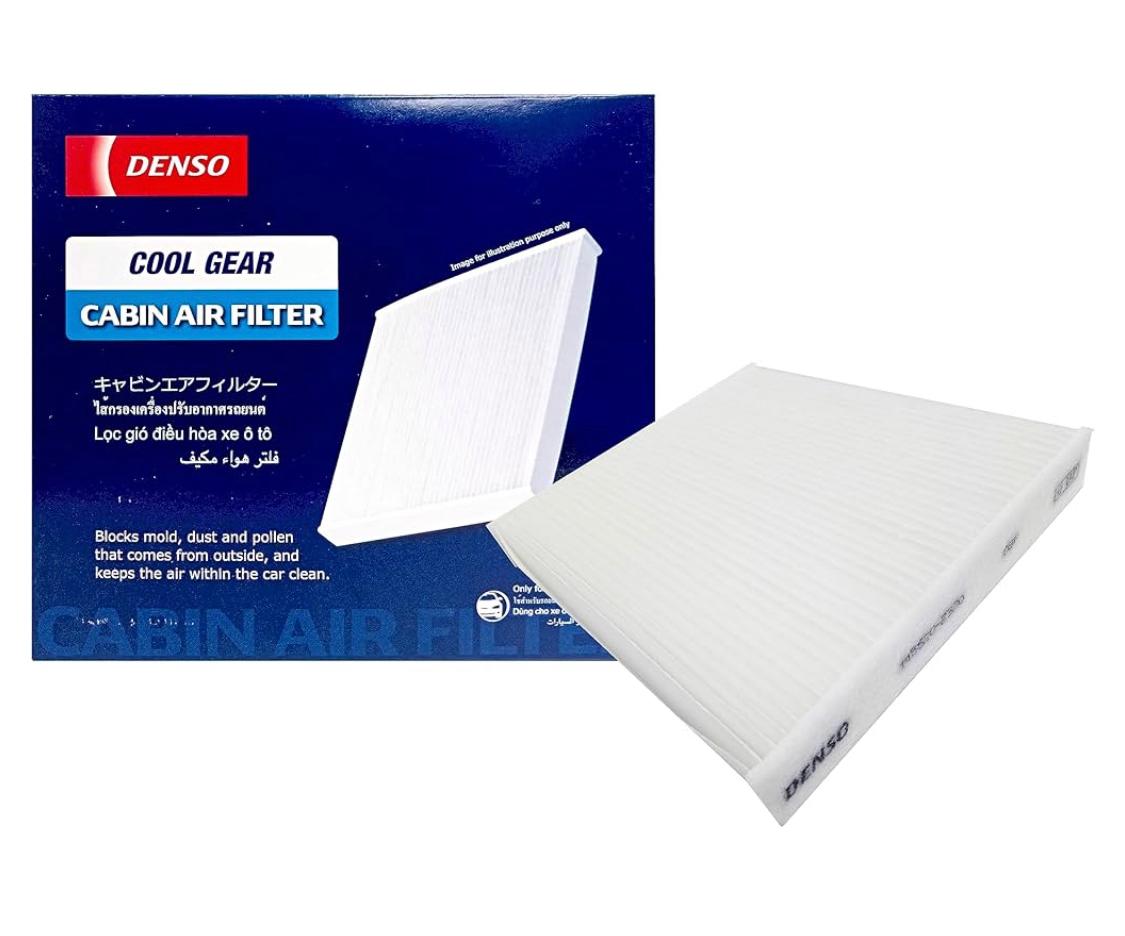 DENSO
COOL GEAR
CABIN AIR FILTER
Image for illustration purpose only
キャビンエアフィルター
ไส้กรองเครื่องปรับอากาศรถยนต์
Lọc gió điều hòa xe ô tô
فلتر هواء مكيف
Blocks mold, dust and pollen
that comes from outside, and
keeps the air within the car clean.
Only
Dùng cho xe
CABIN AIR FILTE
DENSO